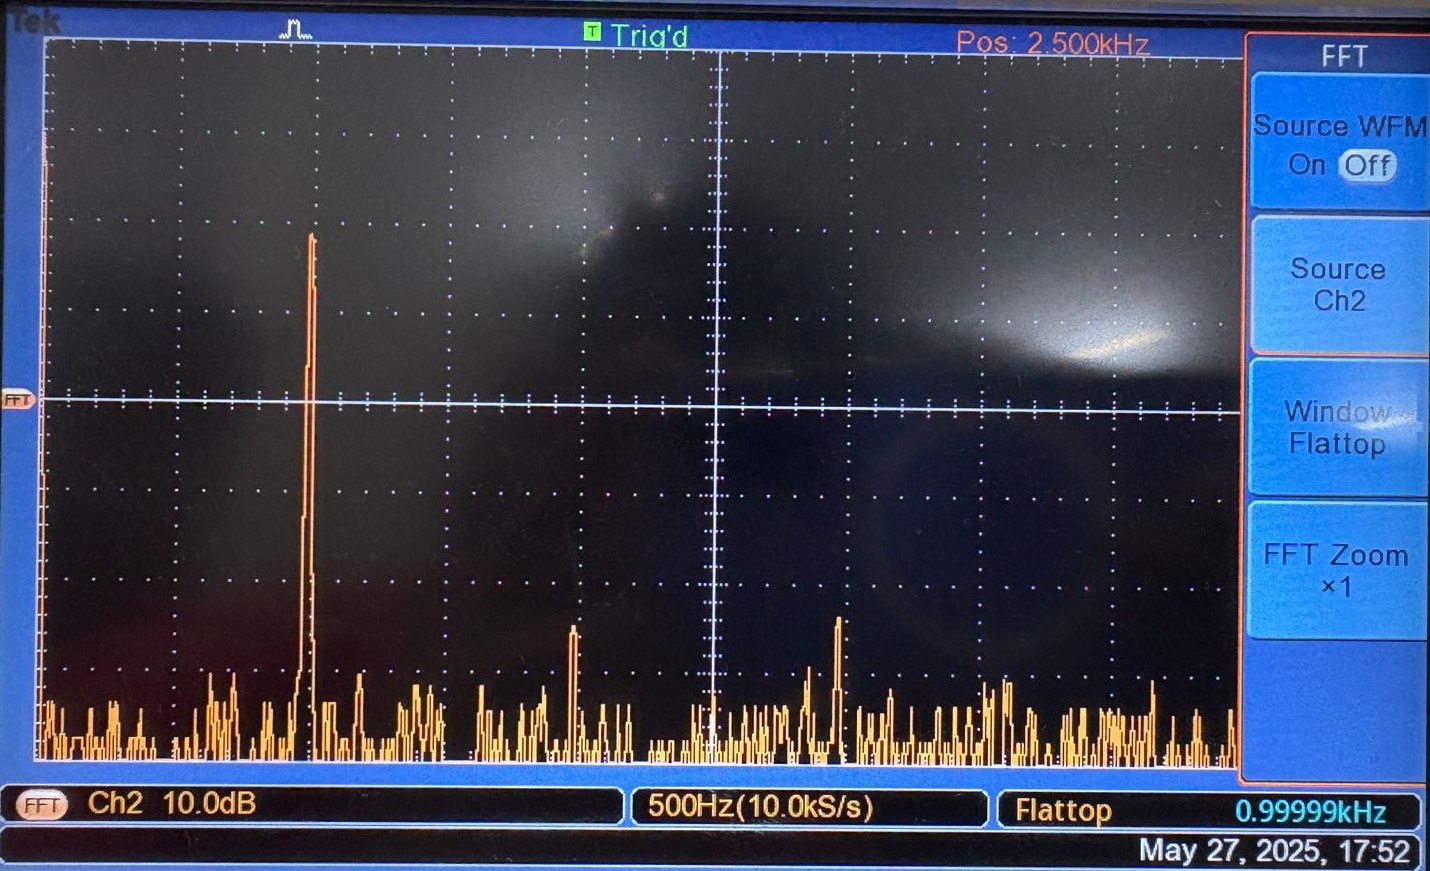 Tek
T Trig'd
Pos: 2.500kHz
FFT
Source WFM
On Off
Source
Ch2
FFT
Window
Flattop
FFT Zoom
×1
FFT Ch2 10.0dB
500Hz(10.0kS/s)
Flattop 0.99999kHz
May 27, 2025, 17:52